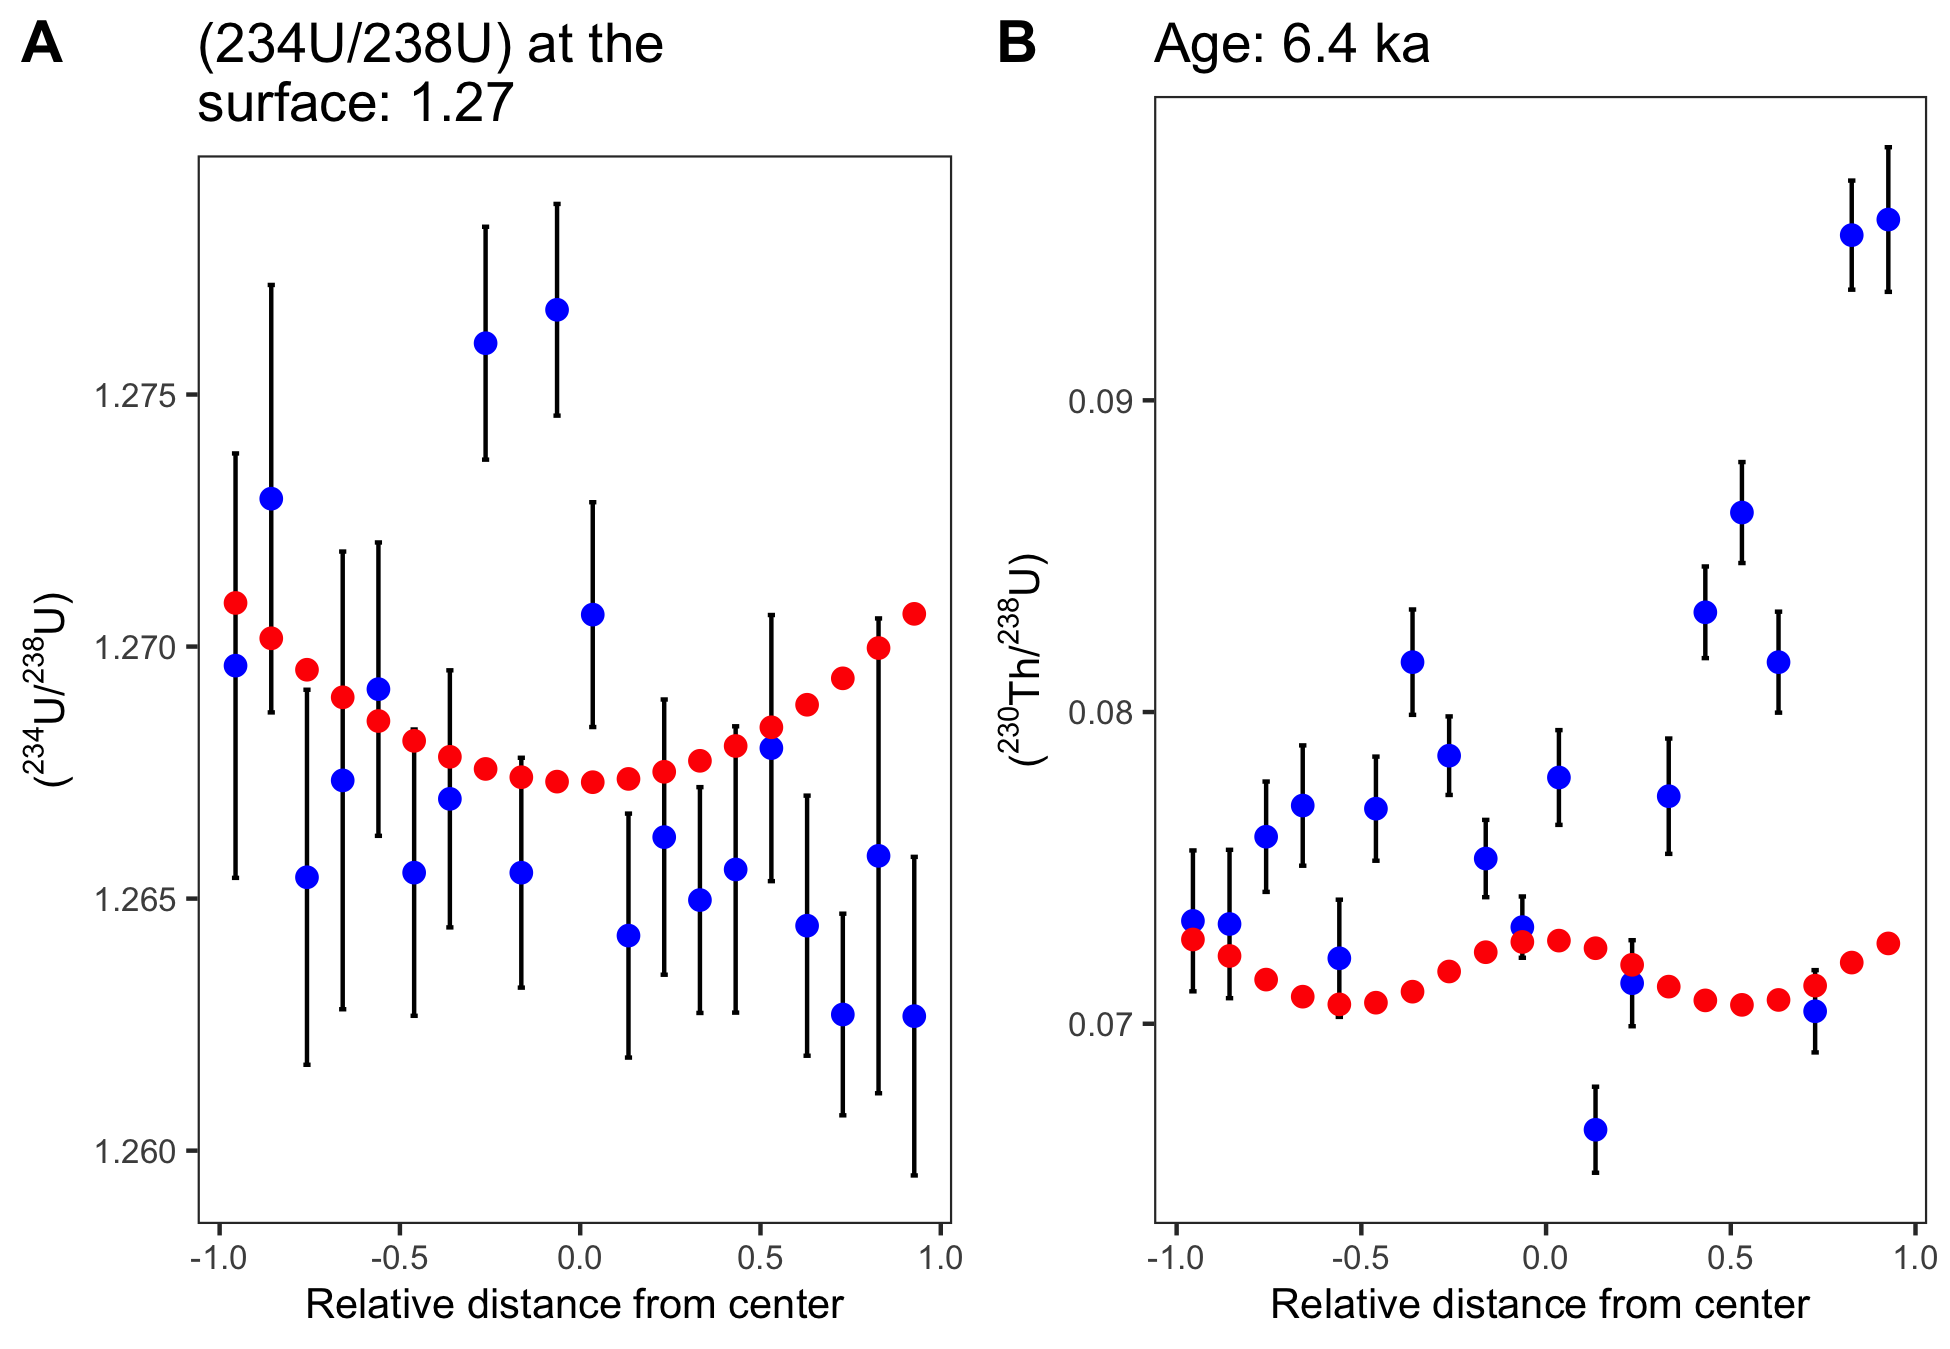 A
(234U/238U) at the
surface: 1.27
(²³⁴U/²³⁸U)
1.275
1.270
1.265
1.260
-1.0 -0.5 0.0 0.5 1.0
Relative distance from center
B
Age: 6.4 ka
(²³⁰Th/²³⁸U)
0.09
0.08
0.07
-1.0 -0.5 0.0 0.5 1.0
Relative distance from center